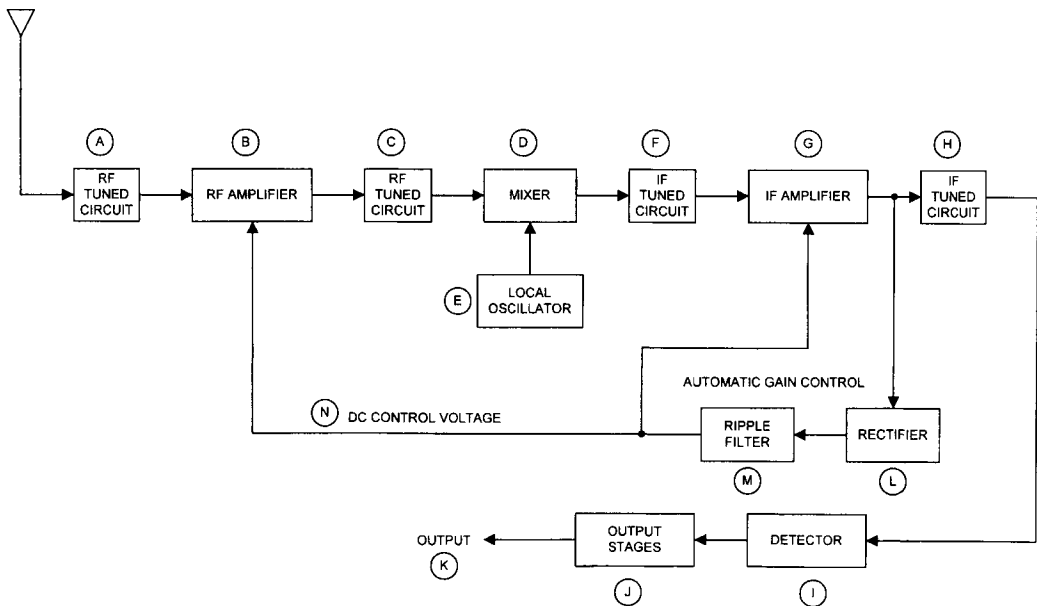 A
B
C
D
F
G
H
RF
TUNED
CIRCUIT
RF AMPLIFIER
RF
TUNED
CIRCUIT
MIXER
IF
TUNED
CIRCUIT
IF AMPLIFIER
IF
TUNED
CIRCUIT
E
LOCAL
OSCILLATOR
AUTOMATIC GAIN CONTROL
N
DC CONTROL VOLTAGE
RIPPLE
FILTER
RECTIFIER
M
L
OUTPUT
K
OUTPUT
STAGES
DETECTOR
J
I